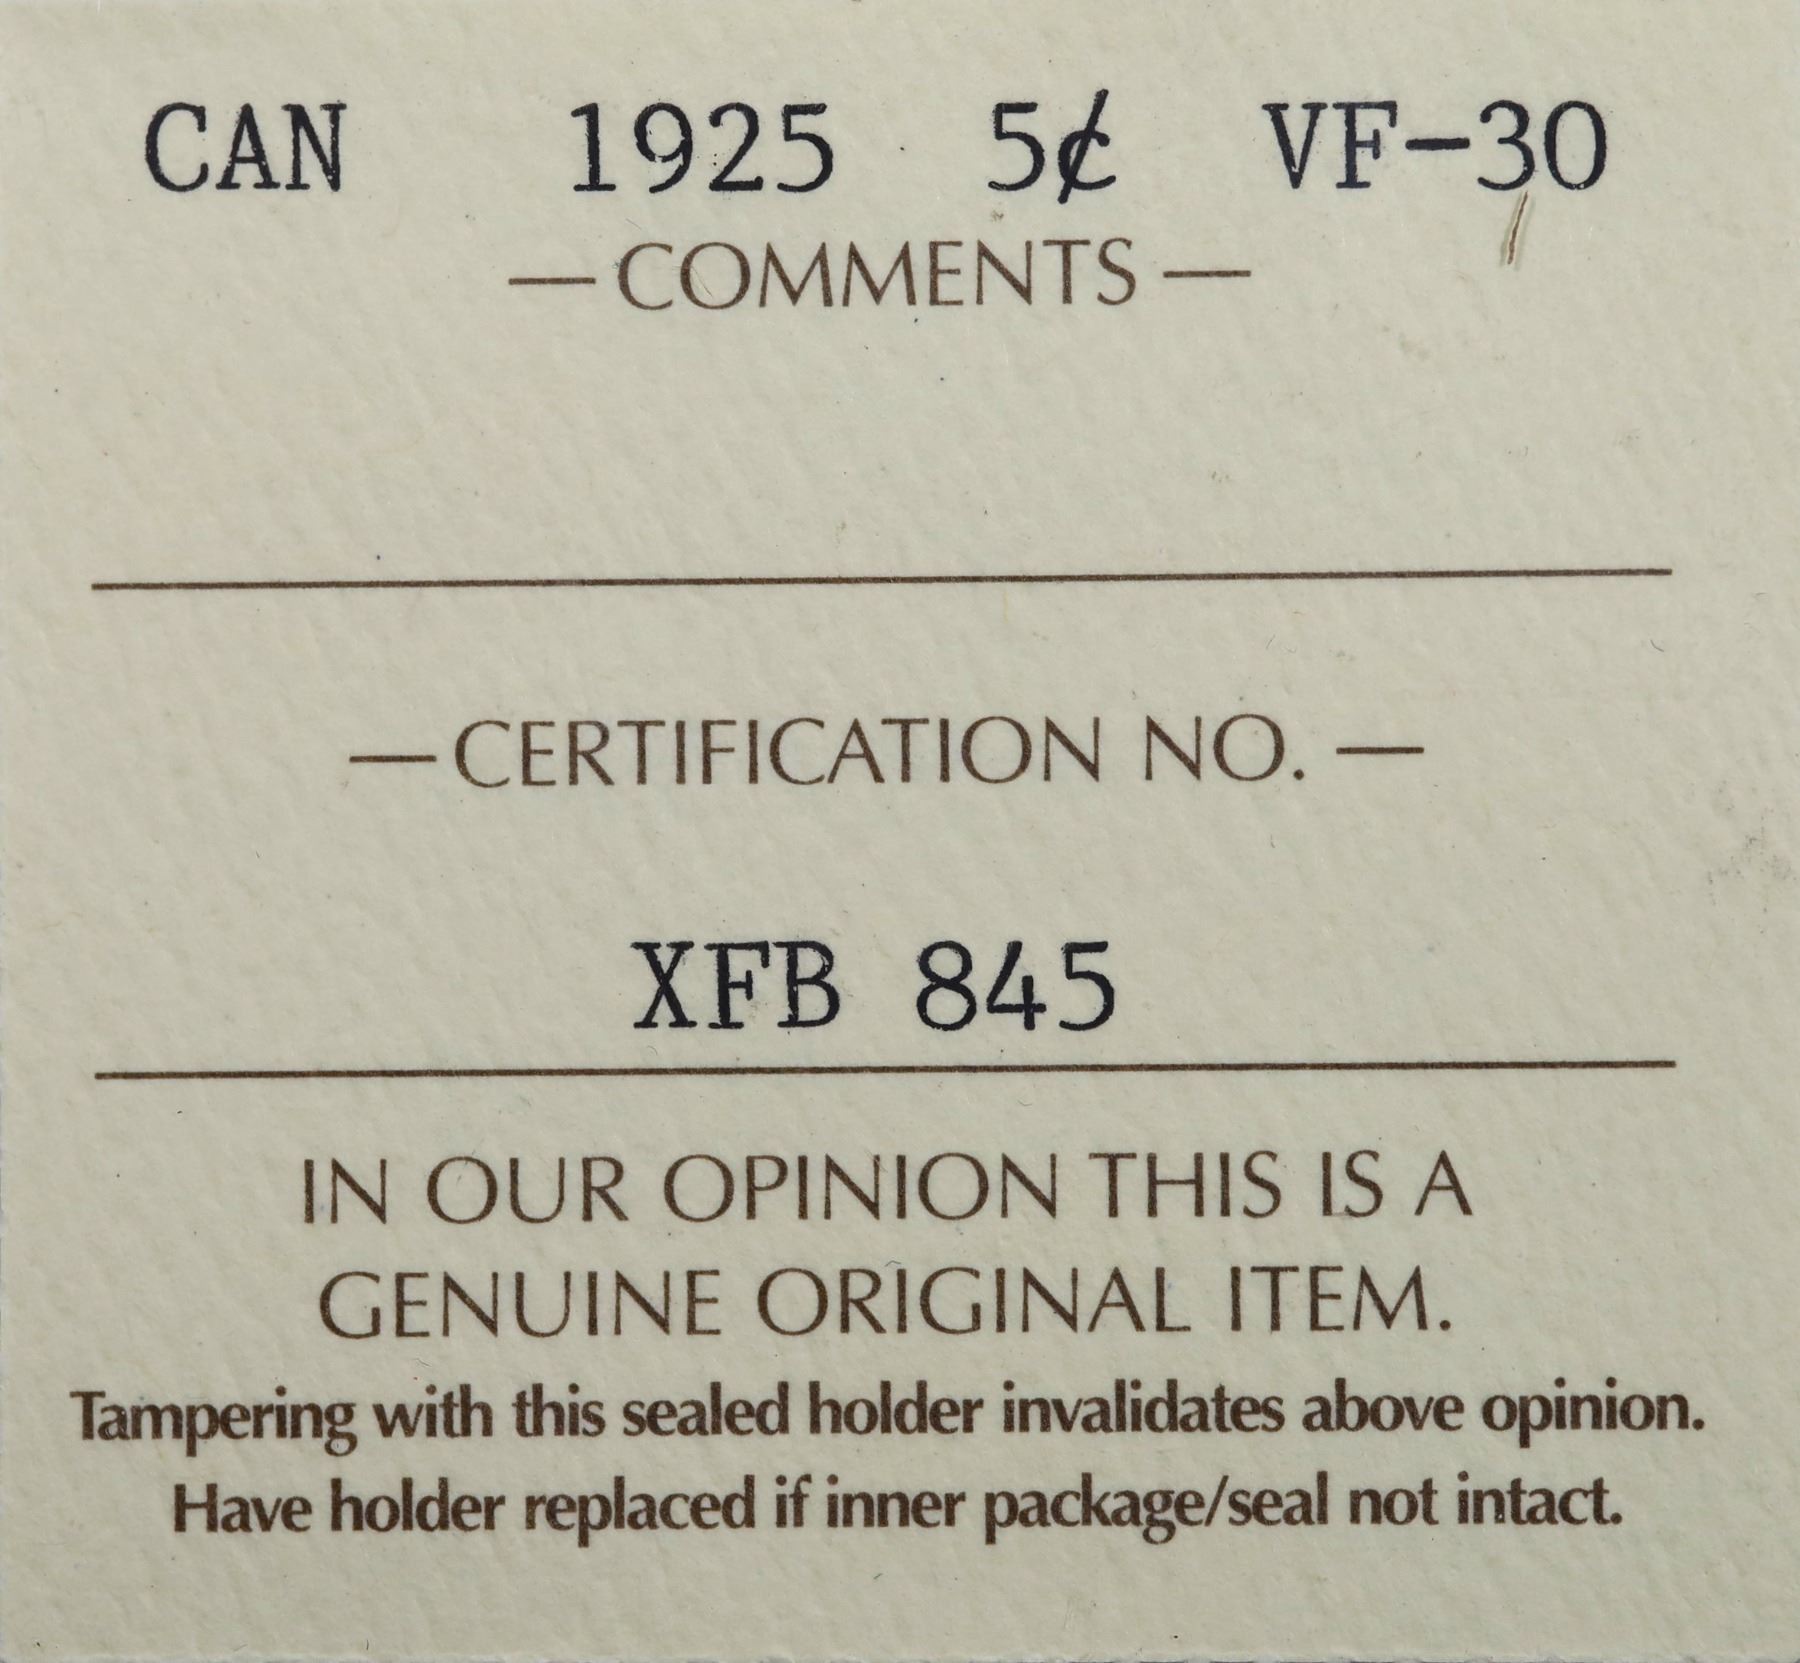 CAN 1925 5¢ VF-30
—COMMENTS—
—CERTIFICATION NO.—
XFB 845
IN OUR OPINION THIS IS A
GENUINE ORIGINAL ITEM.
Tampering with this sealed holder invalidates above opinion.
Have holder replaced if inner package/seal not intact.